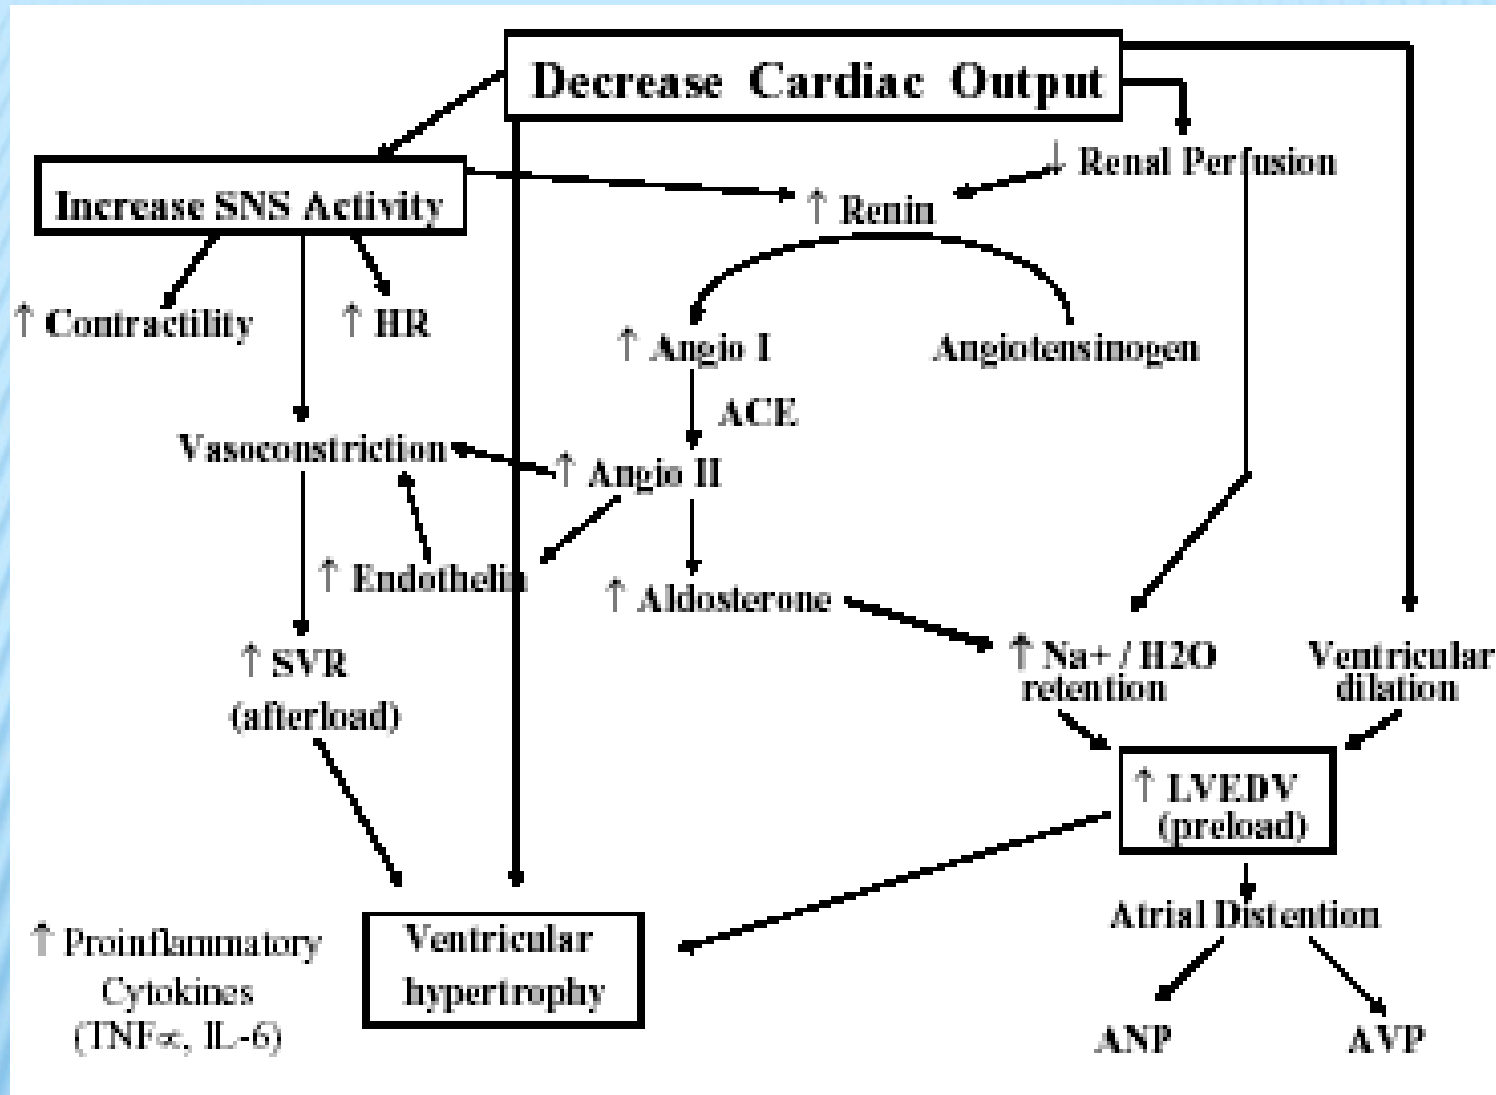 Decrease Cardiac Output
↓ Renal Perfusion
Increase SNS Activity
↑ Renin
↑ Contractility
↑ HR
↑ Angio I
Angiotensinogen
ACE
Vasoconstriction
↑ Angio II
↑ Endothelin
↑ Aldosterone
↑ SVR
(afterload)
↑ Na+ / H2O
retention
Ventricular
dilation
↑ LVEDV
(preload)
Atrial Distention
↑ Proinflammatory
Cytokines
(TNF∝, IL-6)
Ventricular
hypertrophy
ANP
AVP